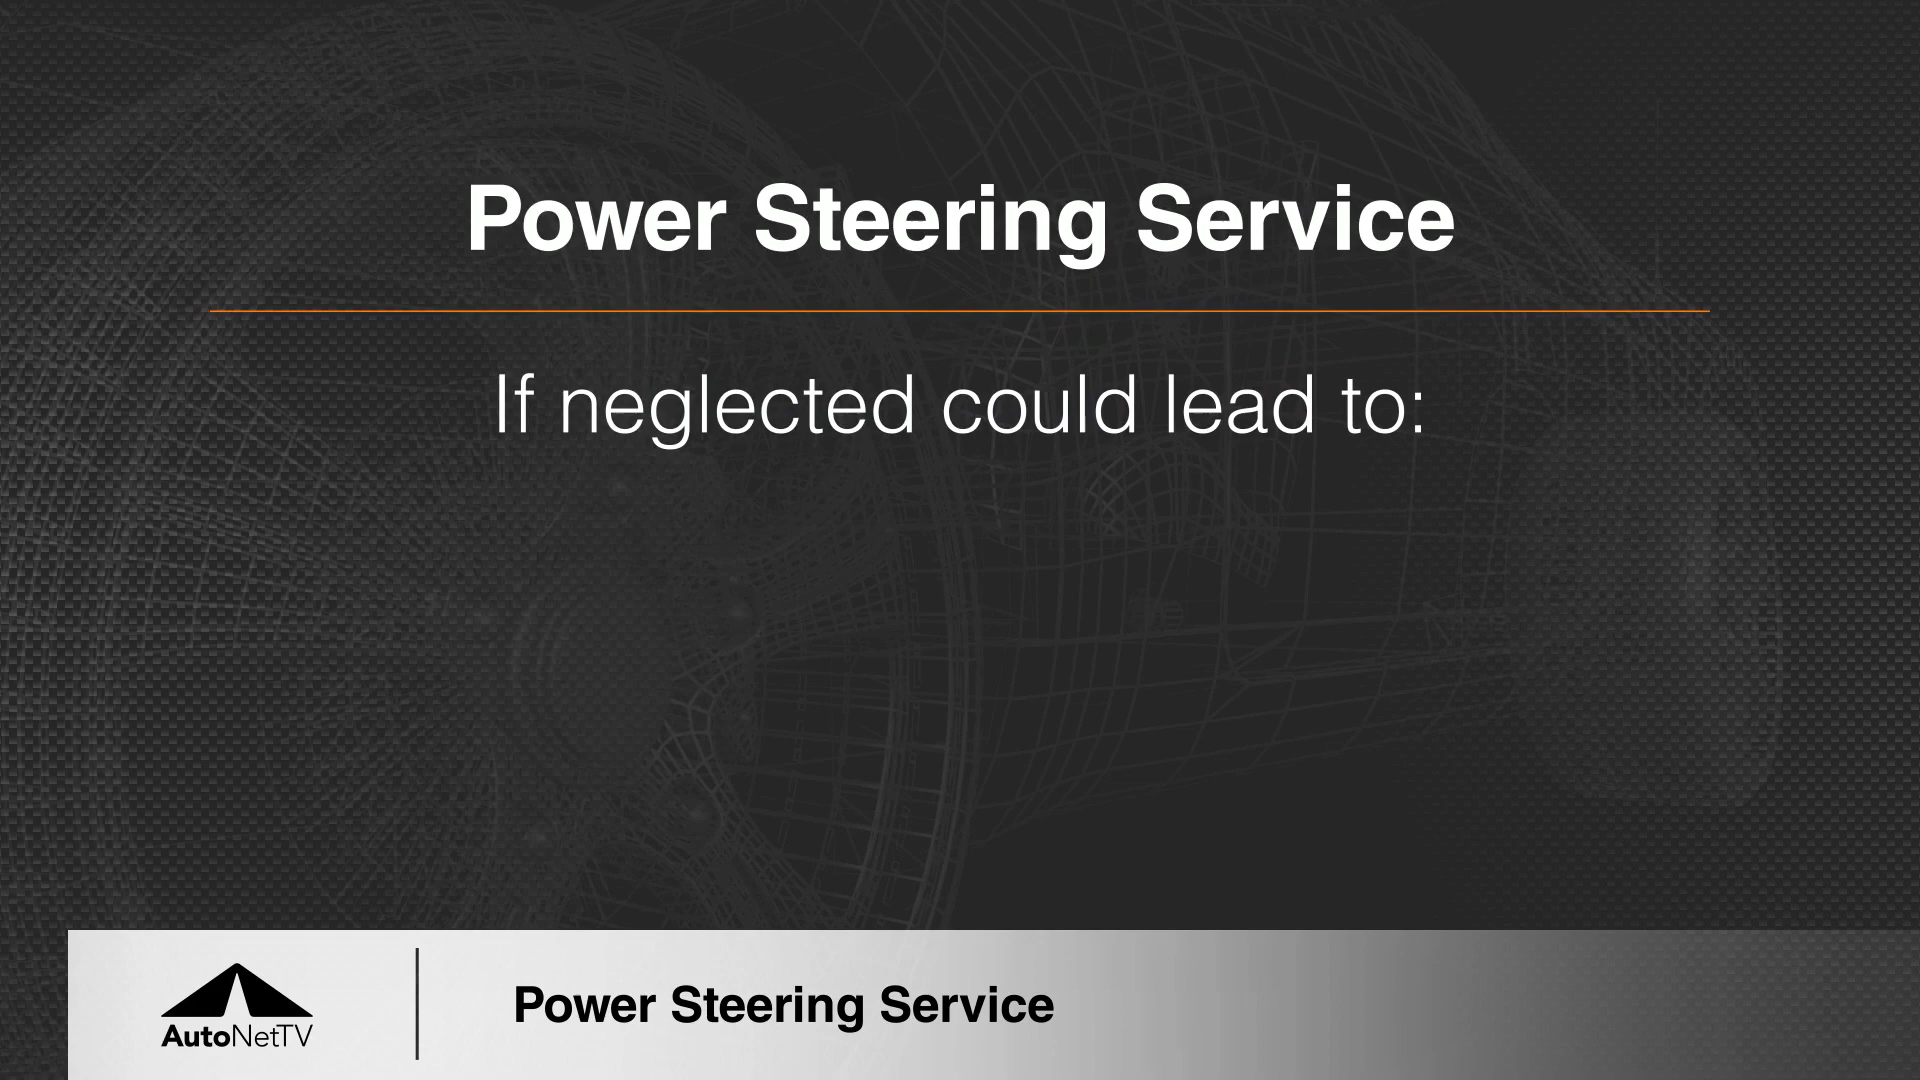 Power Steering Service
If neglected could lead to:
AutoNetTV
Power Steering Service